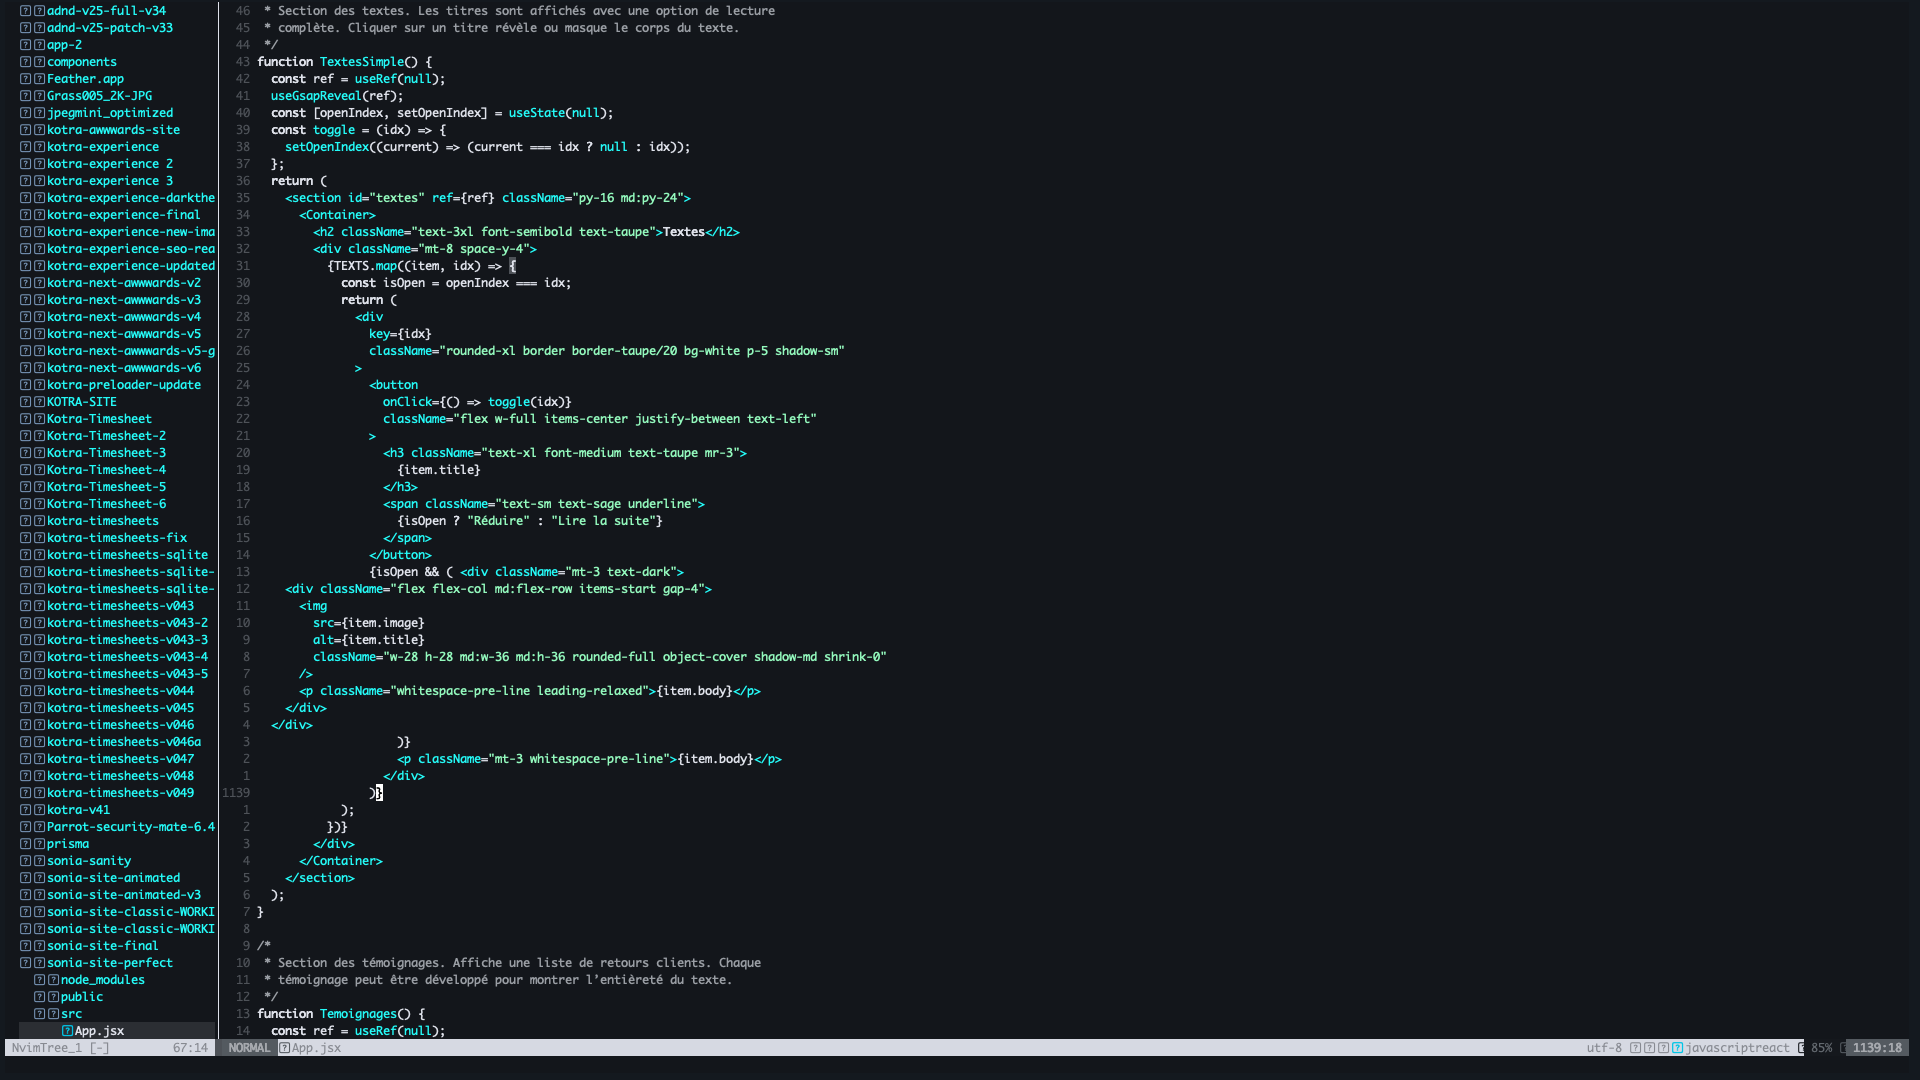 adnd-v25-full-v34
adnd-v25-patch-v33
app-2
components
Feather.app
Grass005_2K-JPG
jpegmini_optimized
kotra-awwwards-site
kotra-experience
kotra-experience 2
kotra-experience 3
kotra-experience-darkthe
kotra-experience-final
kotra-experience-new-ima
kotra-experience-seo-rea
kotra-experience-updated
kotra-next-awwwards-v2
kotra-next-awwwards-v3
kotra-next-awwwards-v4
kotra-next-awwwards-v5
kotra-next-awwwards-v5-g
kotra-next-awwwards-v6
kotra-preloader-update
KOTRA-SITE
Kotra-Timesheet
Kotra-Timesheet-2
Kotra-Timesheet-3
Kotra-Timesheet-4
Kotra-Timesheet-5
Kotra-Timesheet-6
kotra-timesheets
kotra-timesheets-fix
kotra-timesheets-sqlite
kotra-timesheets-sqlite-
kotra-timesheets-sqlite-
kotra-timesheets-v043
kotra-timesheets-v043-2
kotra-timesheets-v043-3
kotra-timesheets-v043-4
kotra-timesheets-v043-5
kotra-timesheets-v044
kotra-timesheets-v045
kotra-timesheets-v046
kotra-timesheets-v046a
kotra-timesheets-v047
kotra-timesheets-v048
kotra-timesheets-v049
kotra-v41
Parrot-security-mate-6.4
prisma
sonia-sanity
sonia-site-animated
sonia-site-animated-v3
sonia-site-classic-WORKI
sonia-site-classic-WORKI
sonia-site-final
sonia-site-perfect
node_modules
public
src
App.jsx
NvimTree_1 [-] 67:14
46  * Section des textes. Les titres sont affichés avec une option de lecture
45  * complète. Cliquer sur un titre révèle ou masque le corps du texte.
44  */
43 function TextesSimple() {
42   const ref = useRef(null);
41   useGsapReveal(ref);
40   const [openIndex, setOpenIndex] = useState(null);
39   const toggle = (idx) => {
38     setOpenIndex((current) => (current === idx ? null : idx));
37   };
36   return (
35     <section id="textes" ref={ref} className="py-16 md:py-24">
34       <Container>
33         <h2 className="text-3xl font-semibold text-taupe">Textes</h2>
32         <div className="mt-8 space-y-4">
31           {TEXTS.map((item, idx) => {
30             const isOpen = openIndex === idx;
29             return (
28               <div
27                 key={idx}
26                 className="rounded-xl border border-taupe/20 bg-white p-5 shadow-sm"
25               >
24                 <button
23                   onClick={() => toggle(idx)}
22                   className="flex w-full items-center justify-between text-left"
21                 >
20                   <h3 className="text-xl font-medium text-taupe mr-3">
19                     {item.title}
18                   </h3>
17                   <span className="text-sm text-sage underline">
16                     {isOpen ? "Réduire" : "Lire la suite"}
15                   </span>
14                 </button>
13                 {isOpen && ( <div className="mt-3 text-dark">
12     <div className="flex flex-col md:flex-row items-start gap-4">
11       <img
10         src={item.image}
9         alt={item.title}
8         className="w-28 h-28 md:w-36 md:h-36 rounded-full object-cover shadow-md shrink-0"
7       />
6       <p className="whitespace-pre-line leading-relaxed">{item.body}</p>
5     </div>
4   </div>
3                     )}
2                     <p className="mt-3 whitespace-pre-line">{item.body}</p>
1                   </div>
1139                 )}
1             );
2           })}
3         </div>
4       </Container>
5     </section>
6   );
7 }
8
9 /*
10  * Section des témoignages. Affiche une liste de retours clients. Chaque
11  * témoignage peut être développé pour montrer l’entièreté du texte.
12  */
13 function Temoignages() {
14   const ref = useRef(null);
NORMAL App.jsx utf-8 javascriptreact 85% 1139:18